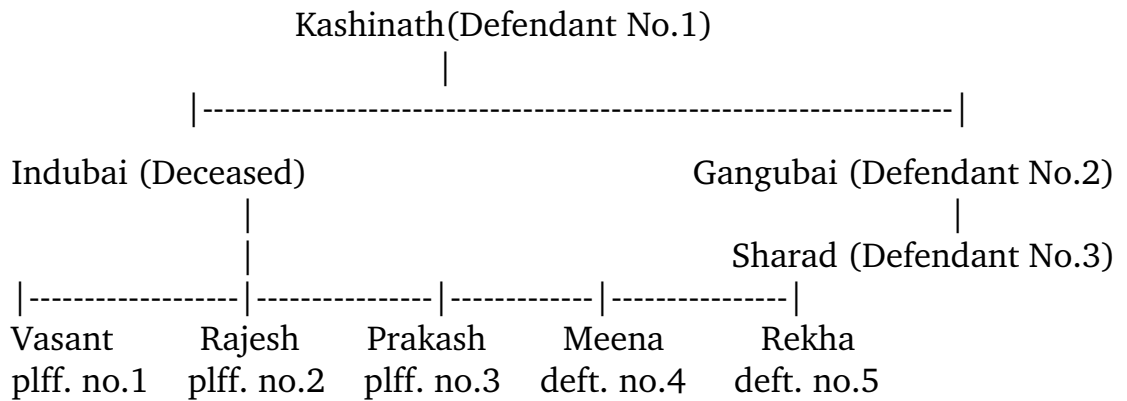 Kashinath(Defendant No.1)
|
|--------------------------------------------------------------------|
Indubai (Deceased) Gangubai (Defendant No.2)
| |
| Sharad (Defendant No.3)
|-------------------|----------------|-------------|----------------|
Vasant Rajesh Prakash Meena Rekha
plff. no.1 plff. no.2 plff. no.3 deft. no.4 deft. no.5